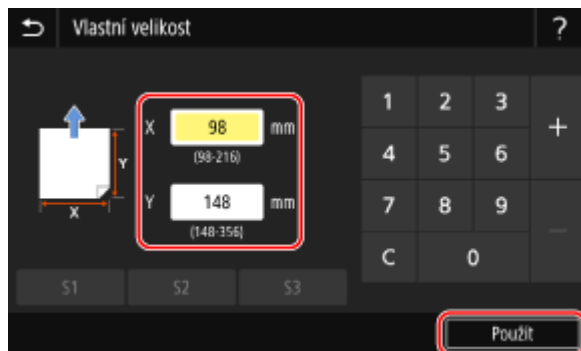 Vlastní velikost ?
X 98 mm
(98-216)
Y 148 mm
(148-356)
Y
X
1 2 3 +
4 5 6
7 8 9 —
C 0
S1 S2 S3
Použít